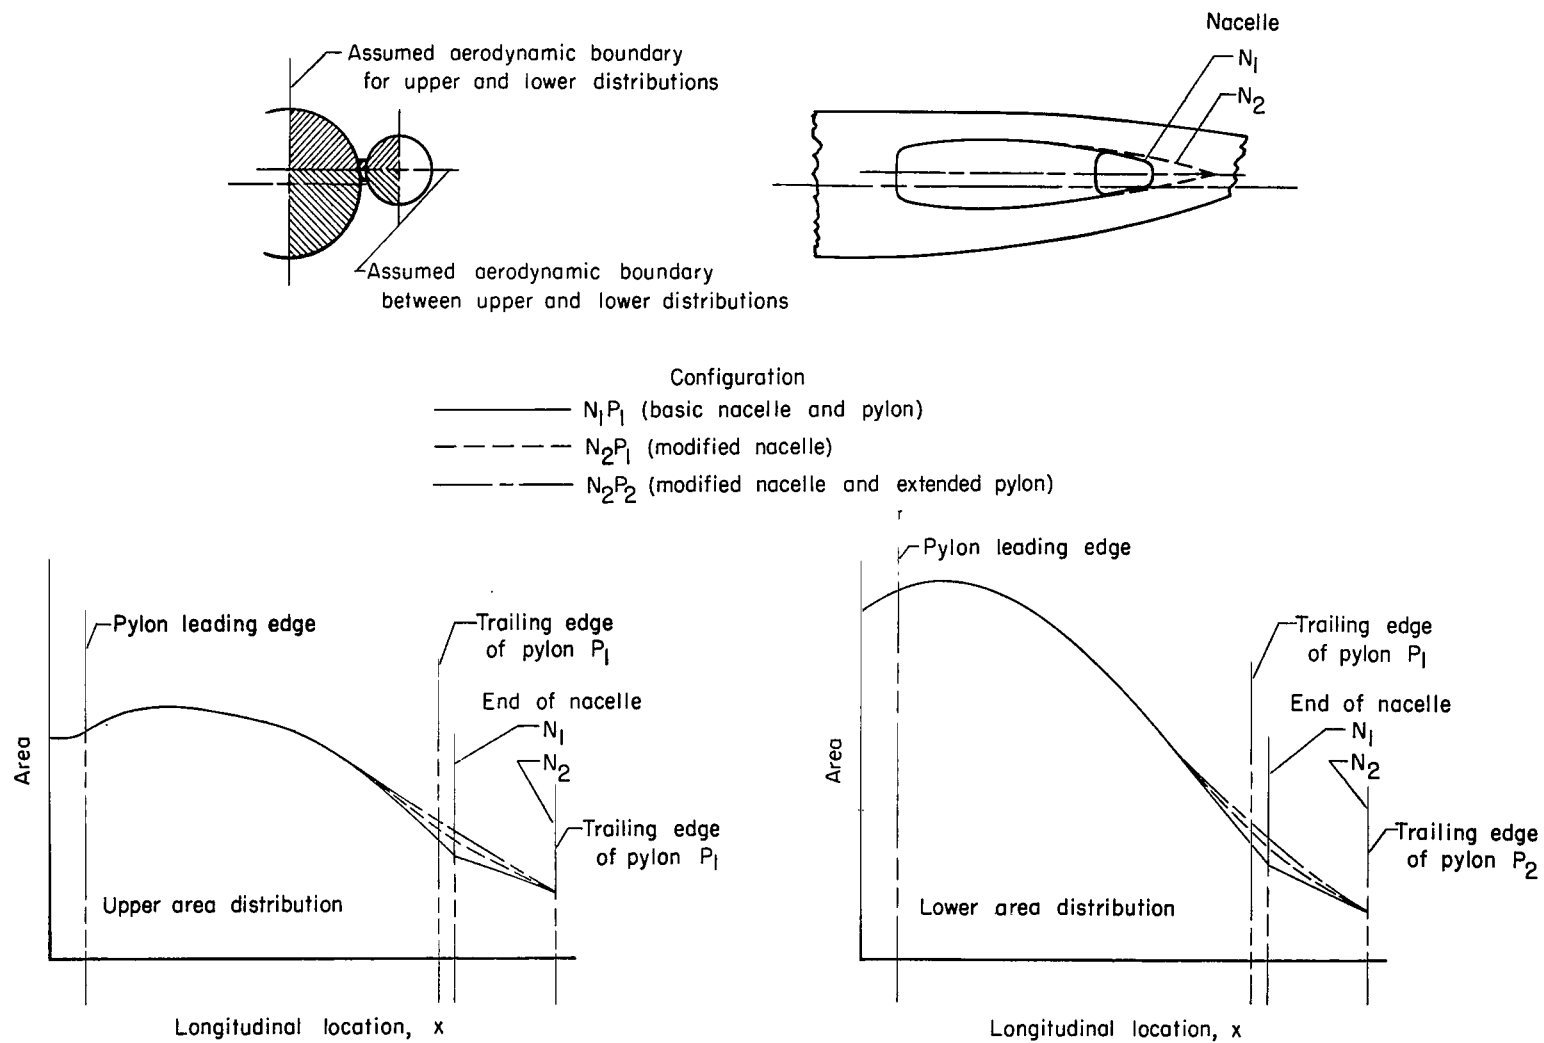 Assumed aerodynamic boundary
for upper and lower distributions
Nacelle
N1
N2
Assumed aerodynamic boundary
between upper and lower distributions
Configuration
N1P1 (basic nacelle and pylon)
N2P1 (modified nacelle)
N2P2 (modified nacelle and extended pylon)
Pylon leading edge
Trailing edge
of pylon P1
End of nacelle
N1
N2
Trailing edge
of pylon P1
Area
Upper area distribution
Longitudinal location, x
Pylon leading edge
Trailing edge
of pylon P1
End of nacelle
N1
N2
Trailing edge
of pylon P2
Area
Lower area distribution
Longitudinal location, x